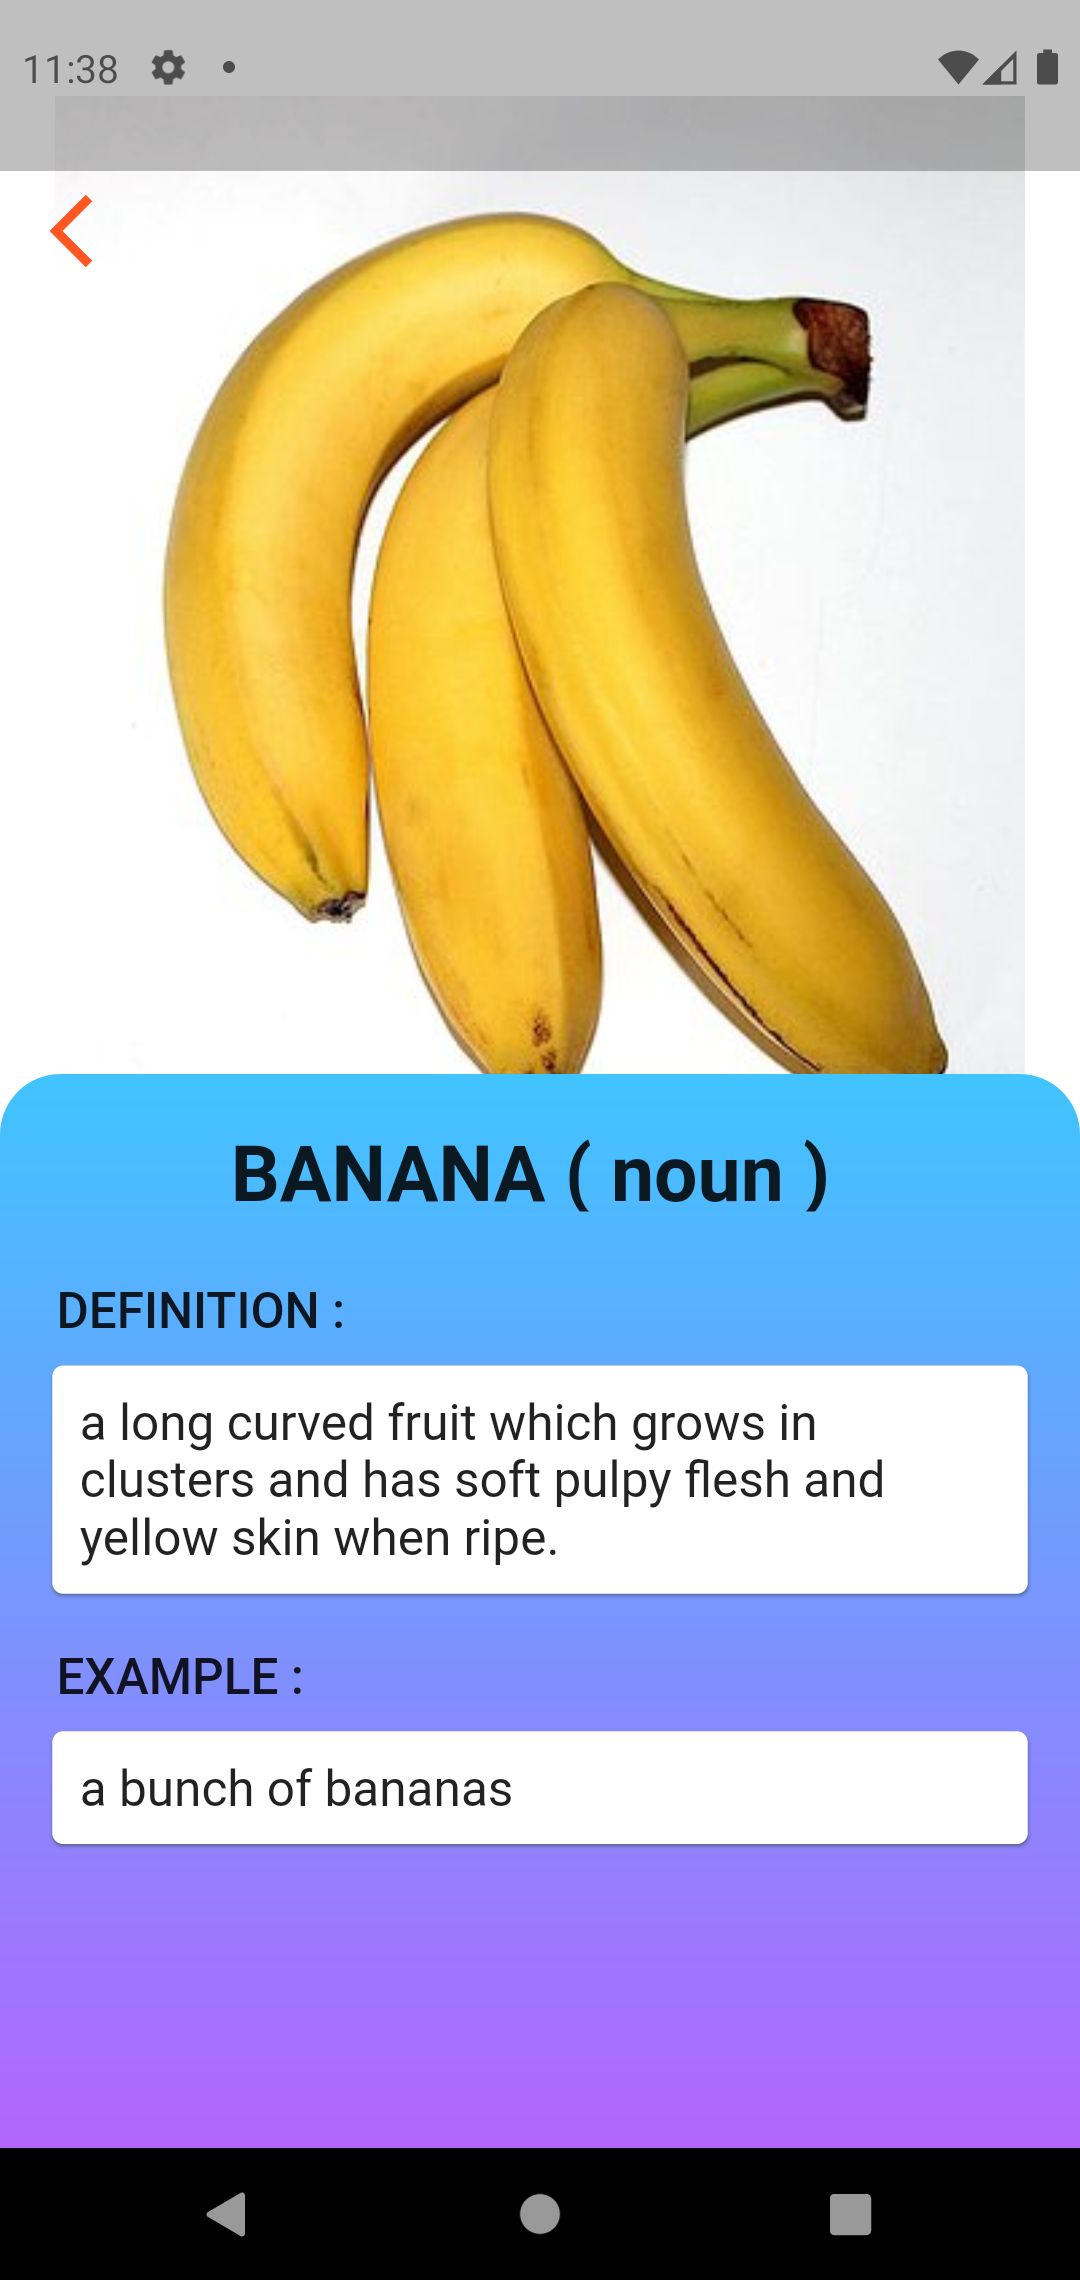 11:38
BANANA ( noun )
DEFINITION :
a long curved fruit which grows in
clusters and has soft pulpy flesh and
yellow skin when ripe.
EXAMPLE :
a bunch of bananas